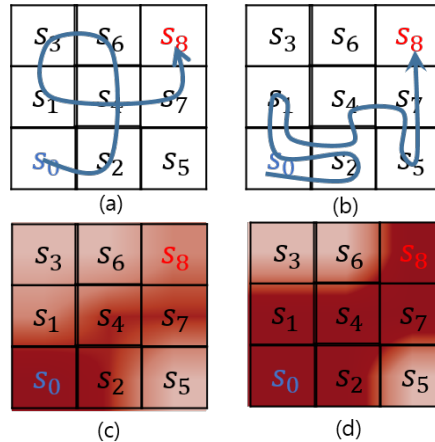 s₃ s₆ s₈ s₃ s₆ s₈
s₁ s₄ s₇ s₁ s₄ s₇
s₀ s₂ s₅ s₀ s₂ s₅
(a) (b)
s₃ s₆ s₈ s₃ s₆ s₈
s₁ s₄ s₇ s₁ s₄ s₇
s₀ s₂ s₅ s₀ s₂ s₅
(c) (d)